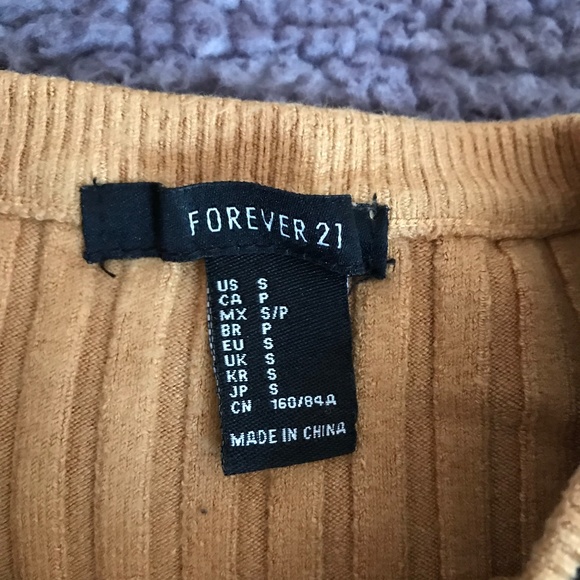 FOREVER 21
US S
CA P
MX S/P
BR P
EU S
UK S
KR S
JP S
CN 160/84A
MADE IN CHINA